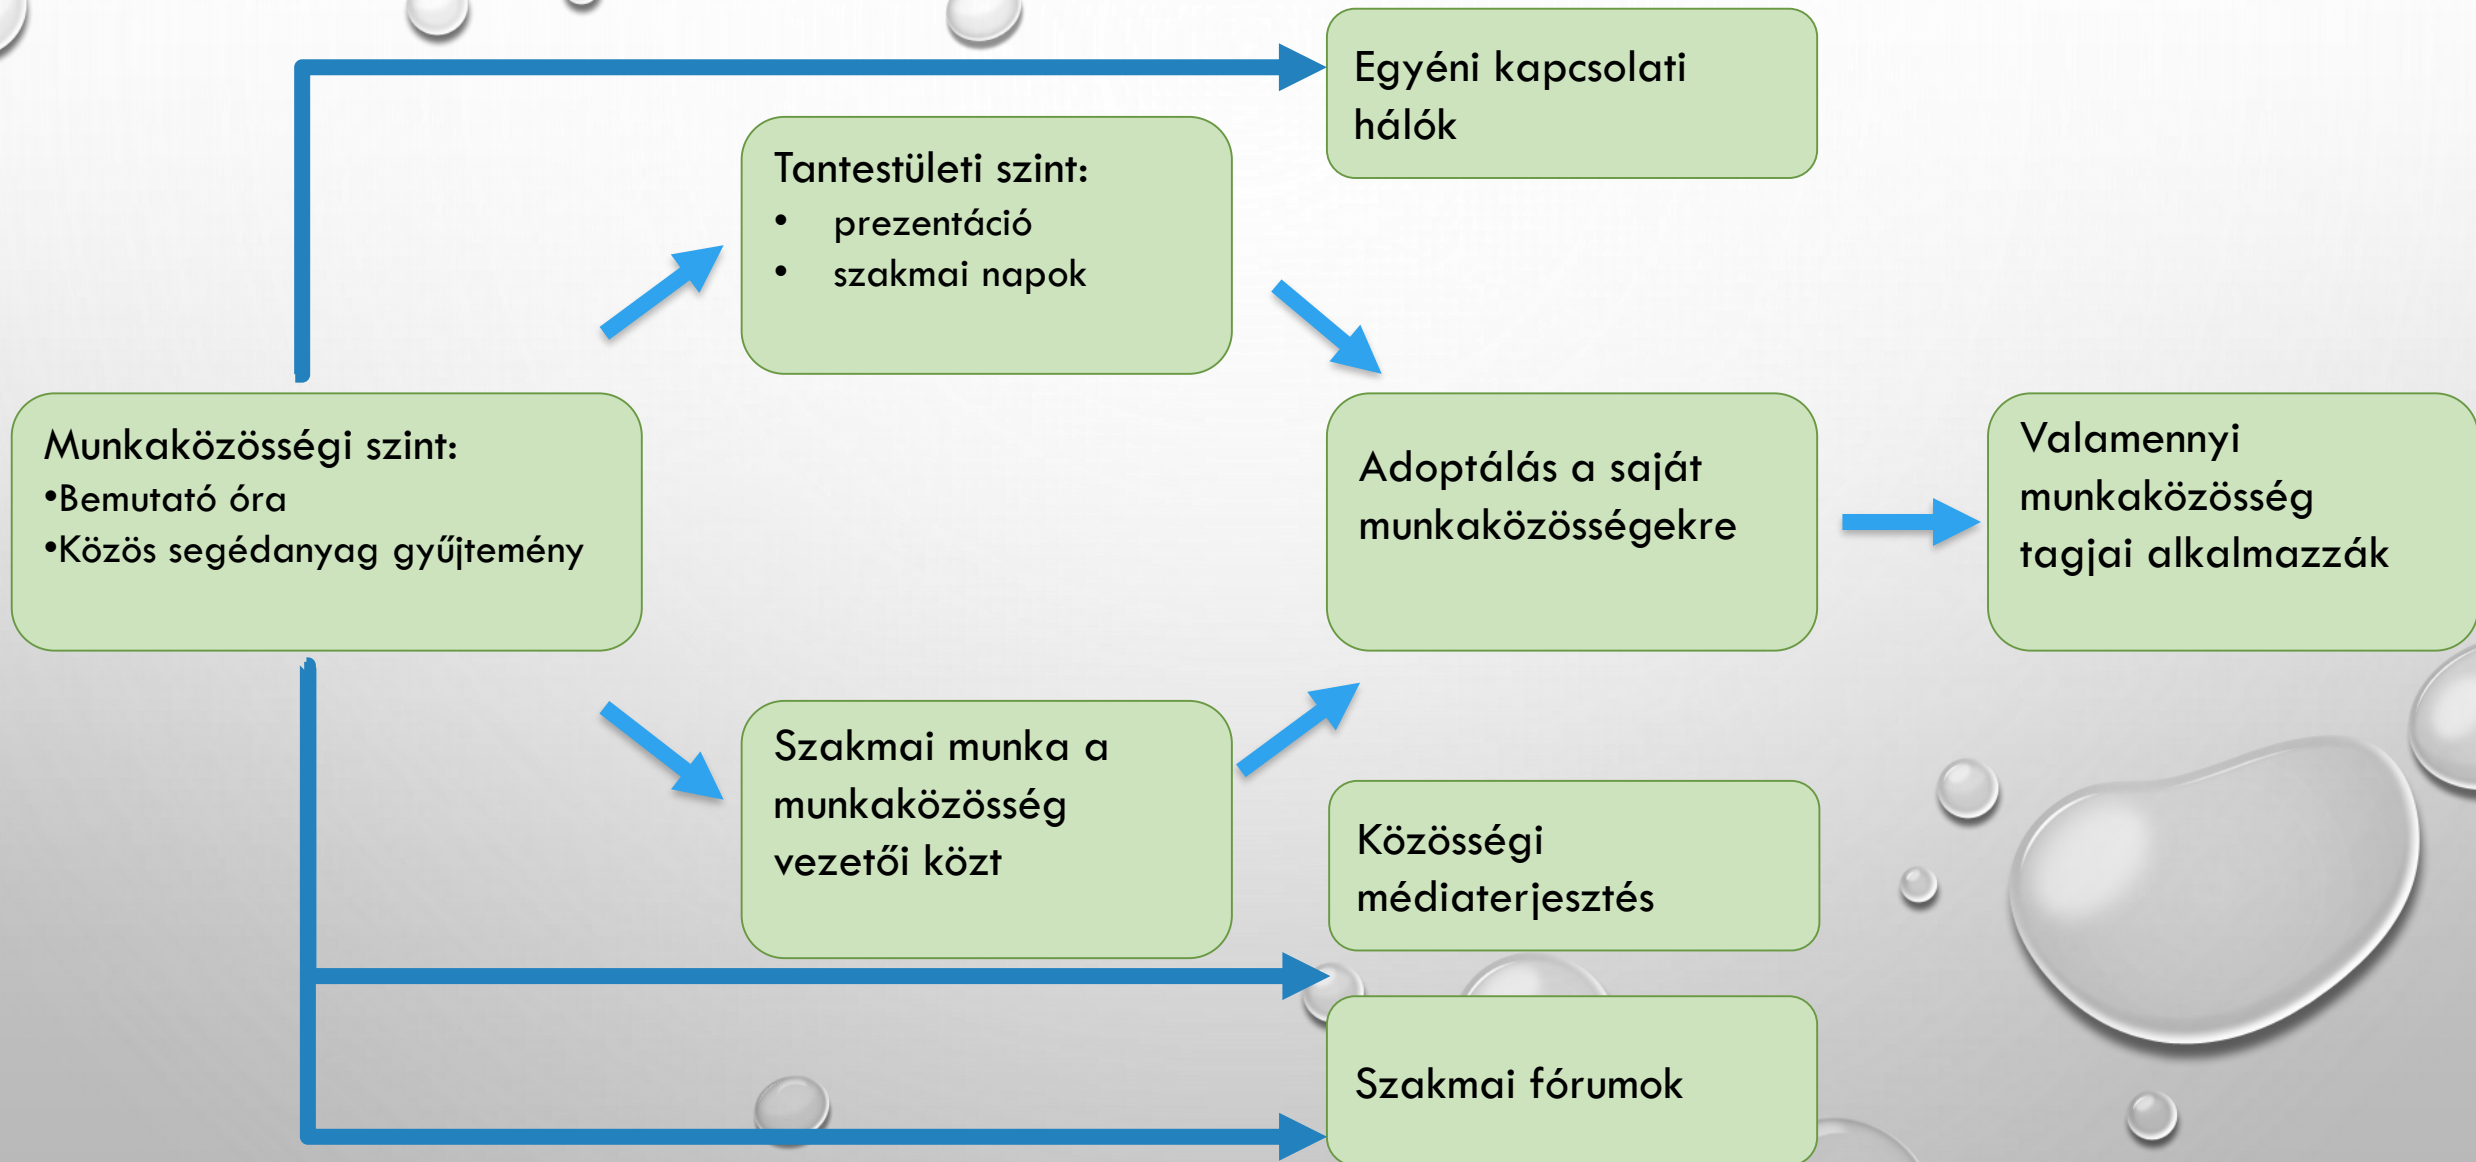 Egyéni kapcsolati
hálók
Tantestületi szint:
• prezentáció
• szakmai napok
Munkaközösségi szint:
•Bemutató óra
•Közös segédanyag gyűjtemény
Adoptálás a saját
munkaközösségekre
Valamennyi
munkaközösség
tagjai alkalmazzák
Szakmai munka a
munkaközösség
vezetői közt
Közösségi
médiaterjesztés
Szakmai fórumok